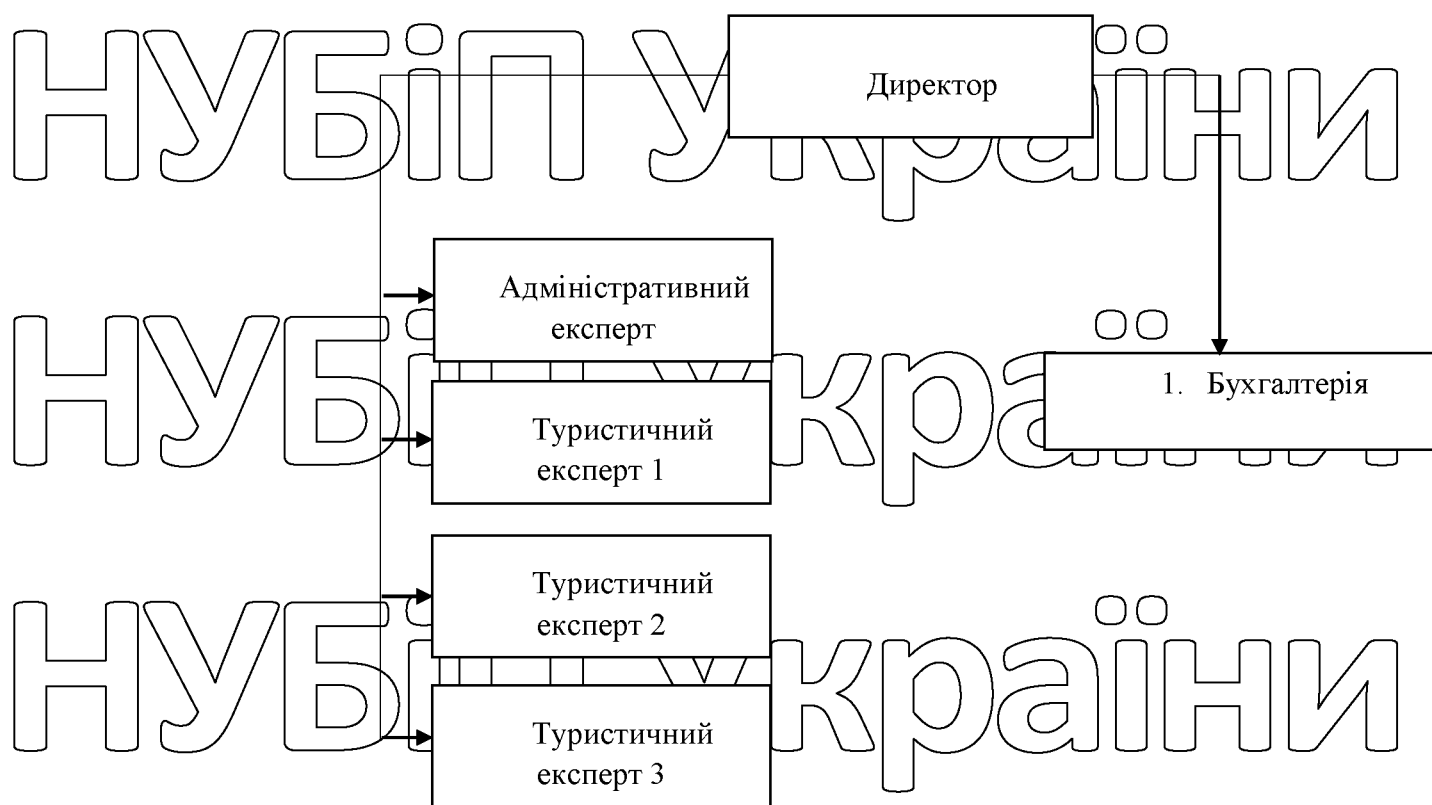 НУБіП України
Директор
Адміністративний
експерт
НУБіП України
1. Бухгалтерія
Туристичний
експерт 1
Туристичний
експерт 2
НУБіП України
Туристичний
експерт 3